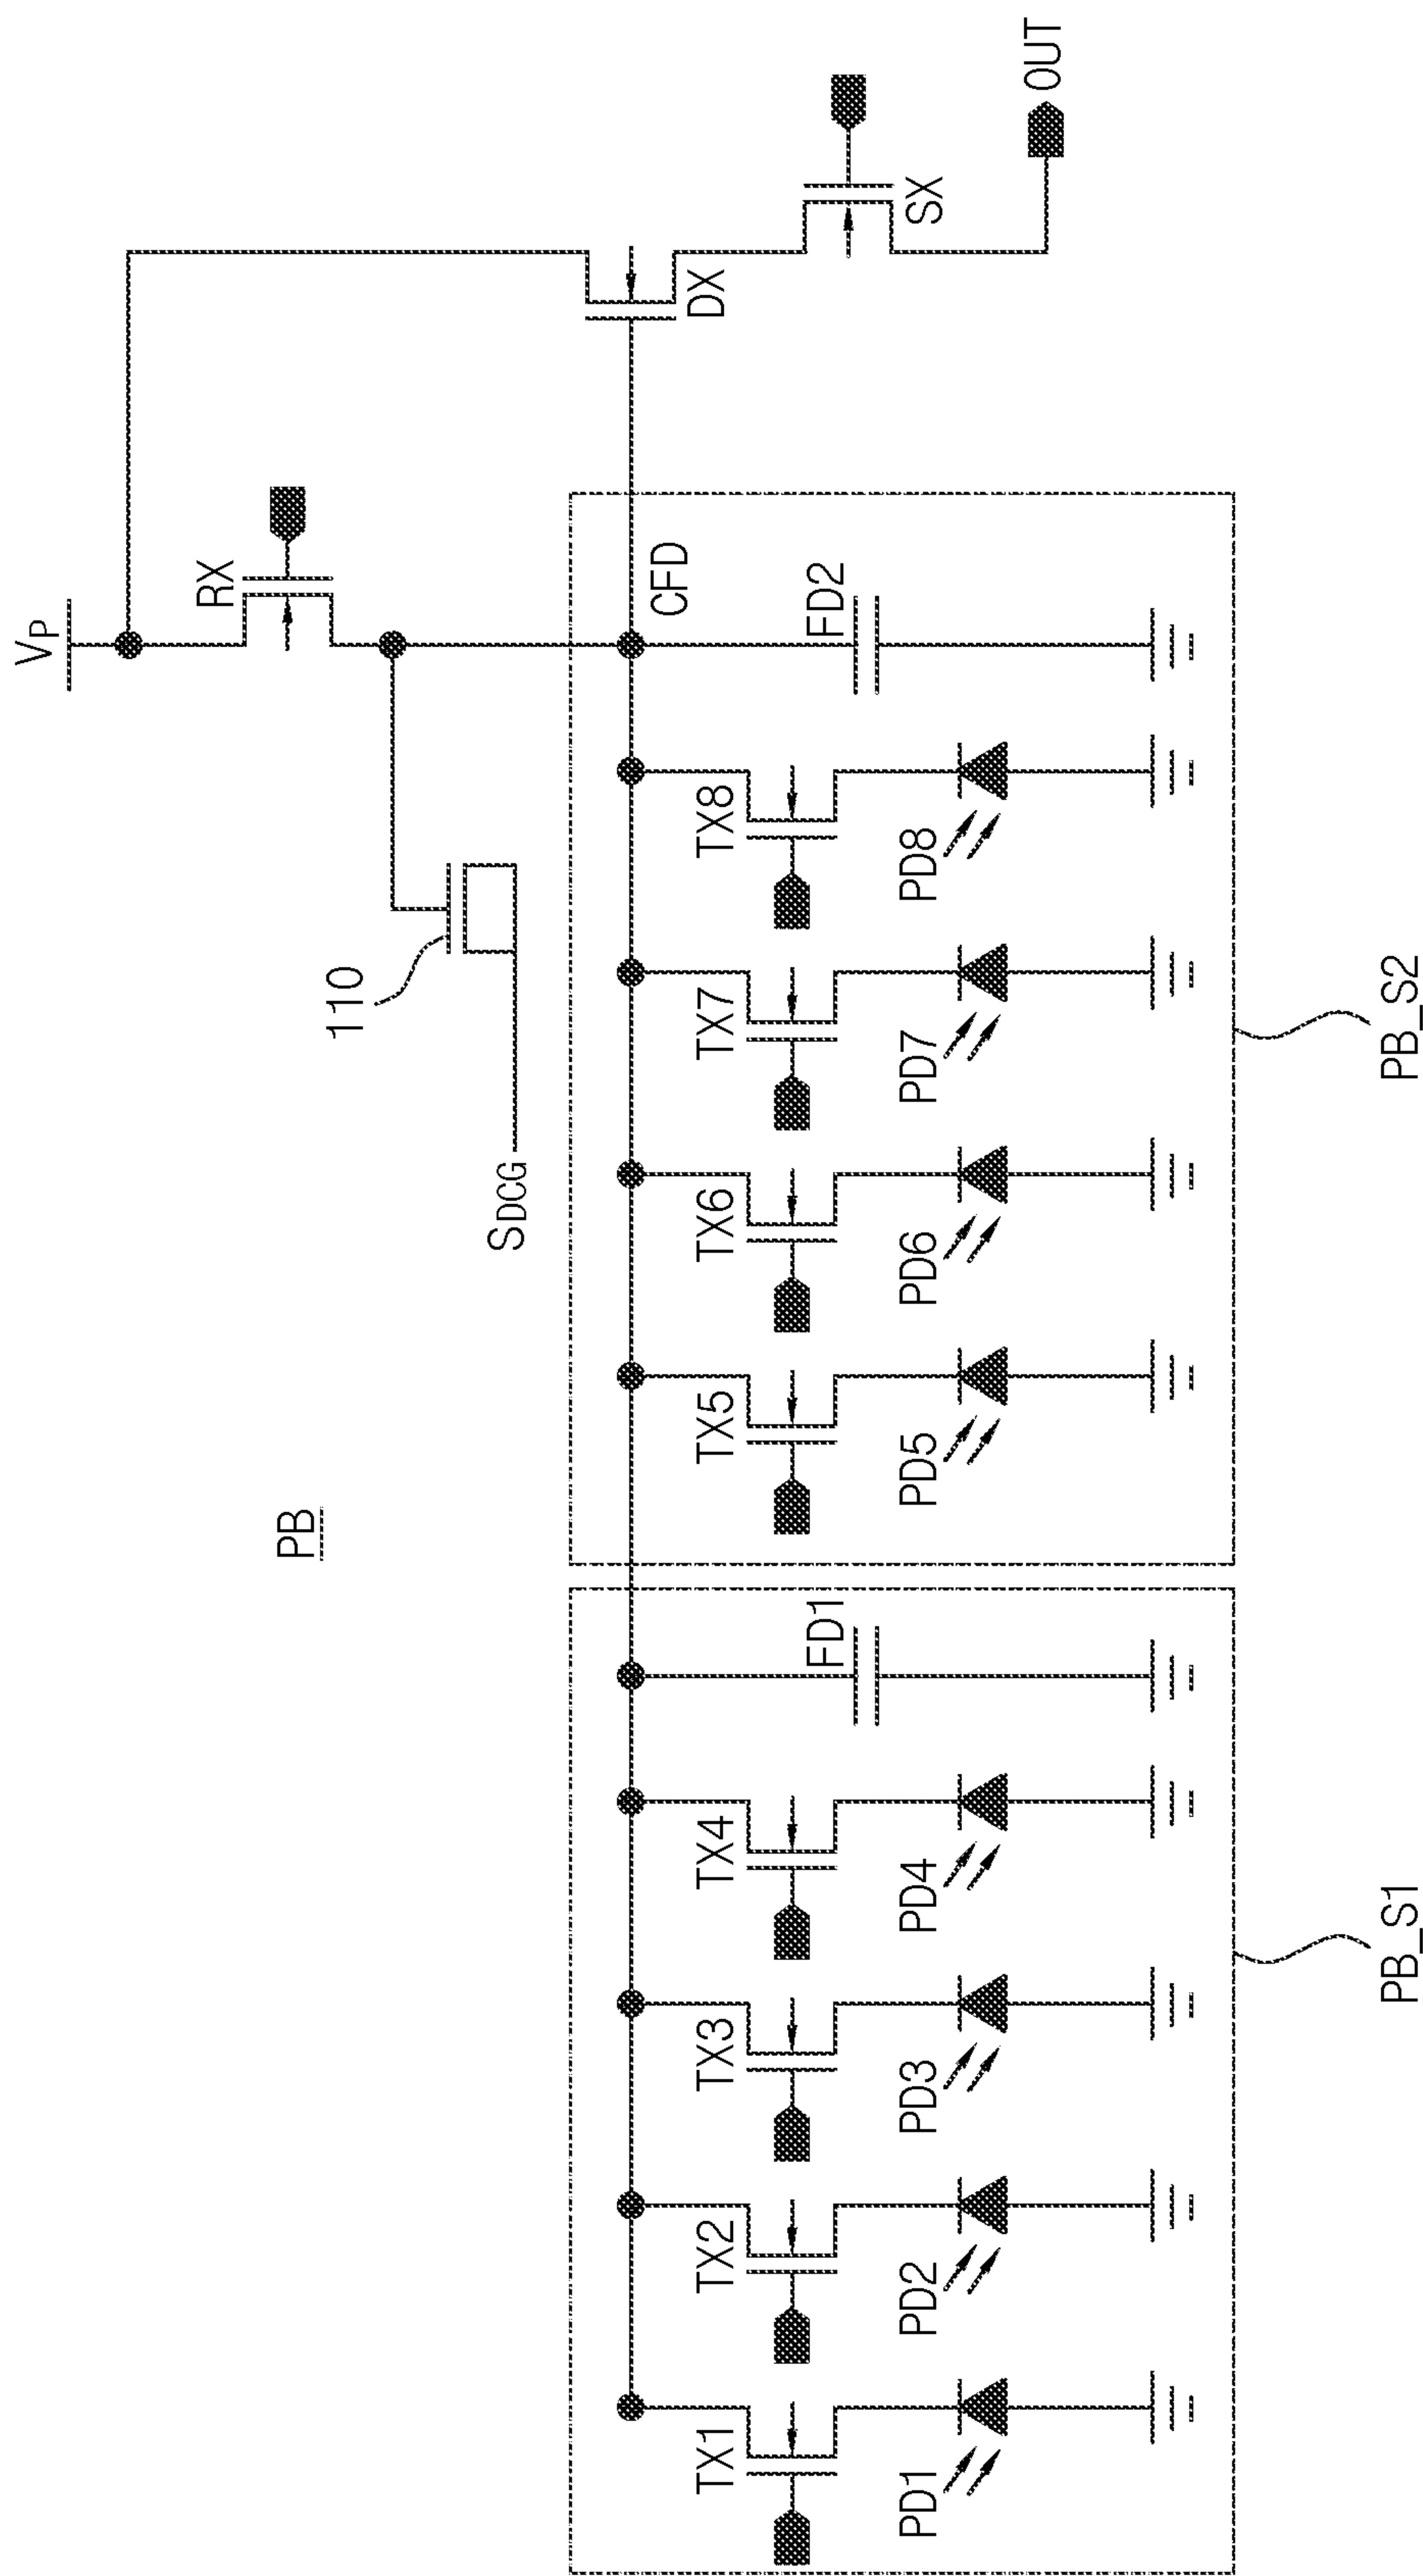 PB
VP
RX
110
SDCG
DX
SX
OUT
CFD
TX1
TX2
TX3
TX4
FD1
TX5
TX6
TX7
TX8
FD2
PD1
PD2
PD3
PD4
PD5
PD6
PD7
PD8
PB_S1
PB_S2